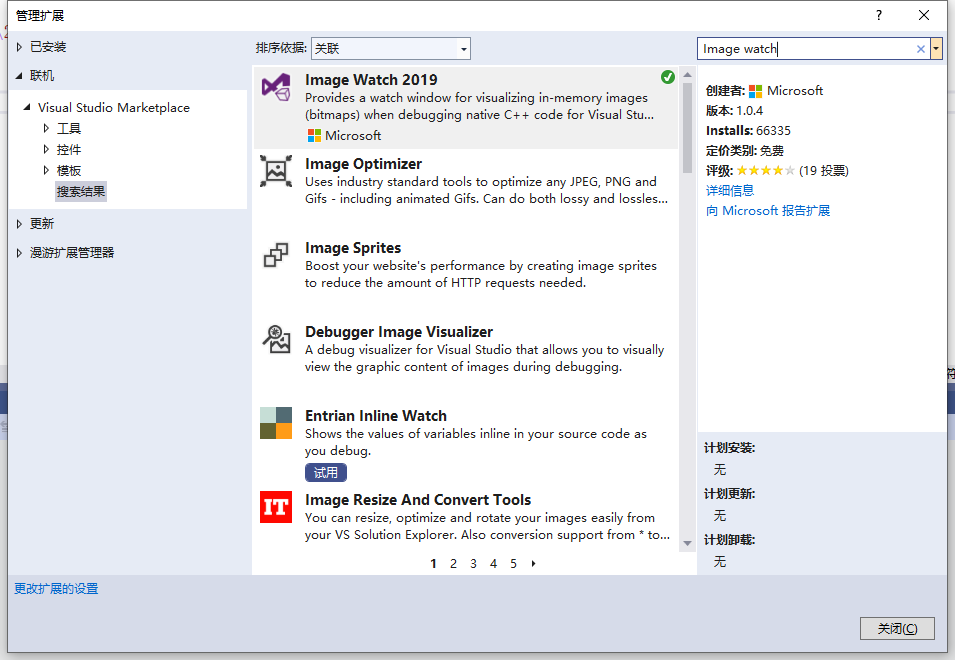 管理扩展
?
已安装
联机
Visual Studio Marketplace
工具
控件
模板
搜索结果
更新
漫游扩展管理器
排序依据: 关联
Image Watch 2019
Provides a watch window for visualizing in-memory images
(bitmaps) when debugging native C++ code for Visual Stu...
Microsoft
Image Optimizer
Uses industry standard tools to optimize any JPEG, PNG and
Gifs - including animated Gifs. Can do both lossy and lossles...
Image Sprites
Boost your website's performance by creating image sprites
to reduce the amount of HTTP requests needed.
Debugger Image Visualizer
A debug visualizer for Visual Studio that allows you to visually
view the graphic content of images during debugging.
Entrian Inline Watch
Shows the values of variables inline in your source code as
you debug.
试用
IT
Image Resize And Convert Tools
You can resize, optimize and rotate your images easily from
your VS Solution Explorer. Also conversion support from * to...
1 2 3 4 5
Image watch
创建者: Microsoft
版本: 1.0.4
Installs: 66335
定价类别: 免费
评级: (19 投票)
详细信息
向 Microsoft 报告扩展
计划安装:
无
计划更新:
无
计划卸载:
无
更改扩展的设置
关闭(C)